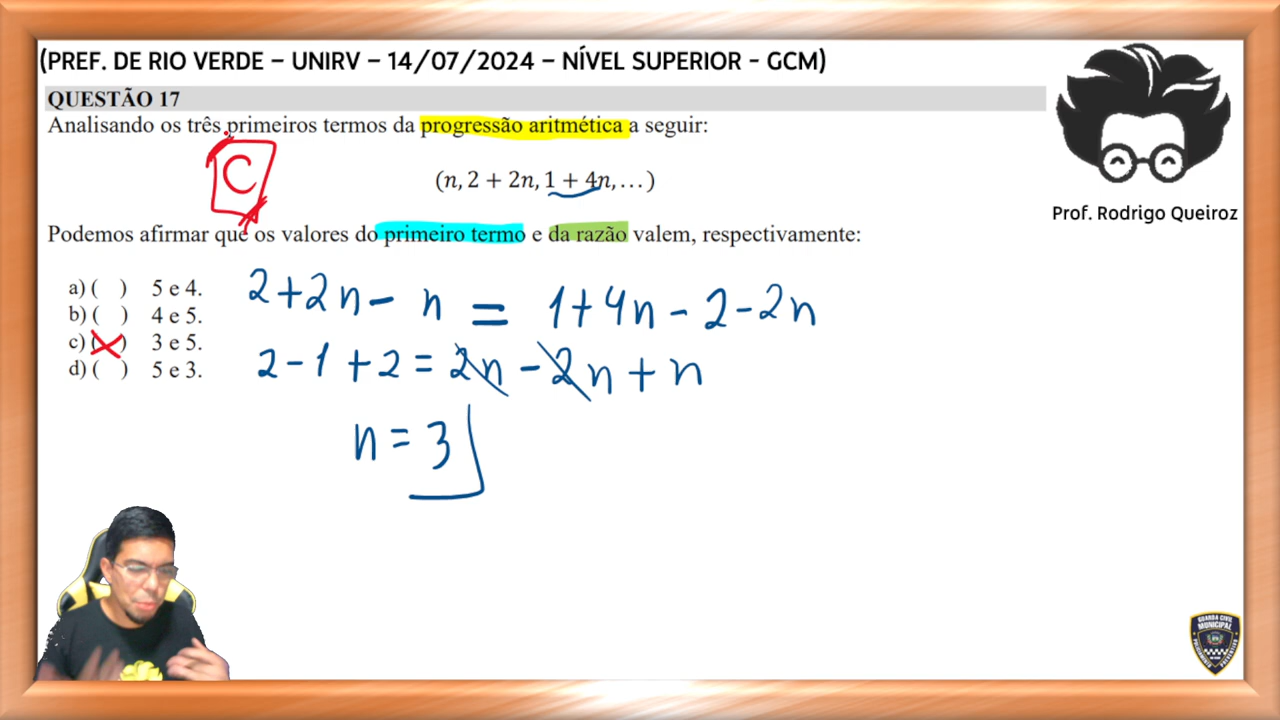 (PREF. DE RIO VERDE – UNIRV – 14/07/2024 – NÍVEL SUPERIOR - GCM)
QUESTÃO 17
Analisando os três primeiros termos da progressão aritmética a seguir:
C
(n, 2 + 2n, 1 + 4n, …)
Prof. Rodrigo Queiroz
Podemos afirmar que os valores do primeiro termo e da razão valem, respectivamente:
a) ( ) 5 e 4.
b) ( ) 4 e 5.
c) (X) 3 e 5.
d) ( ) 5 e 3.
2+2n - n = 1+4n - 2 - 2n
2 - 1 + 2 = 2n - 2n + n
n = 3
GUARDA CIVIL
MUNICIPAL